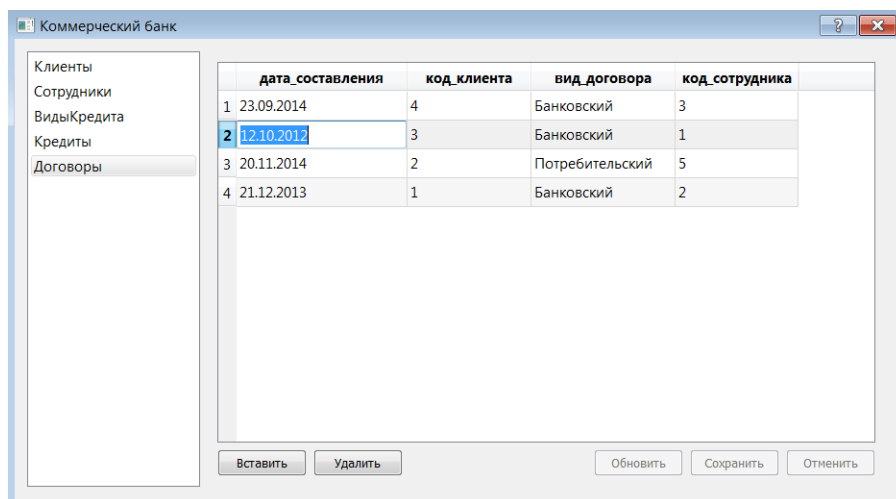 Коммерческий банк
Клиенты
Сотрудники
ВидыКредита
Кредиты
Договоры
дата_составления код_клиента вид_договора код_сотрудника
1 23.09.2014 4 Банковский 3
2 12.10.2012 3 Банковский 1
3 20.11.2014 2 Потребительский 5
4 21.12.2013 1 Банковский 2
Вставить Удалить Обновить Сохранить Отменить